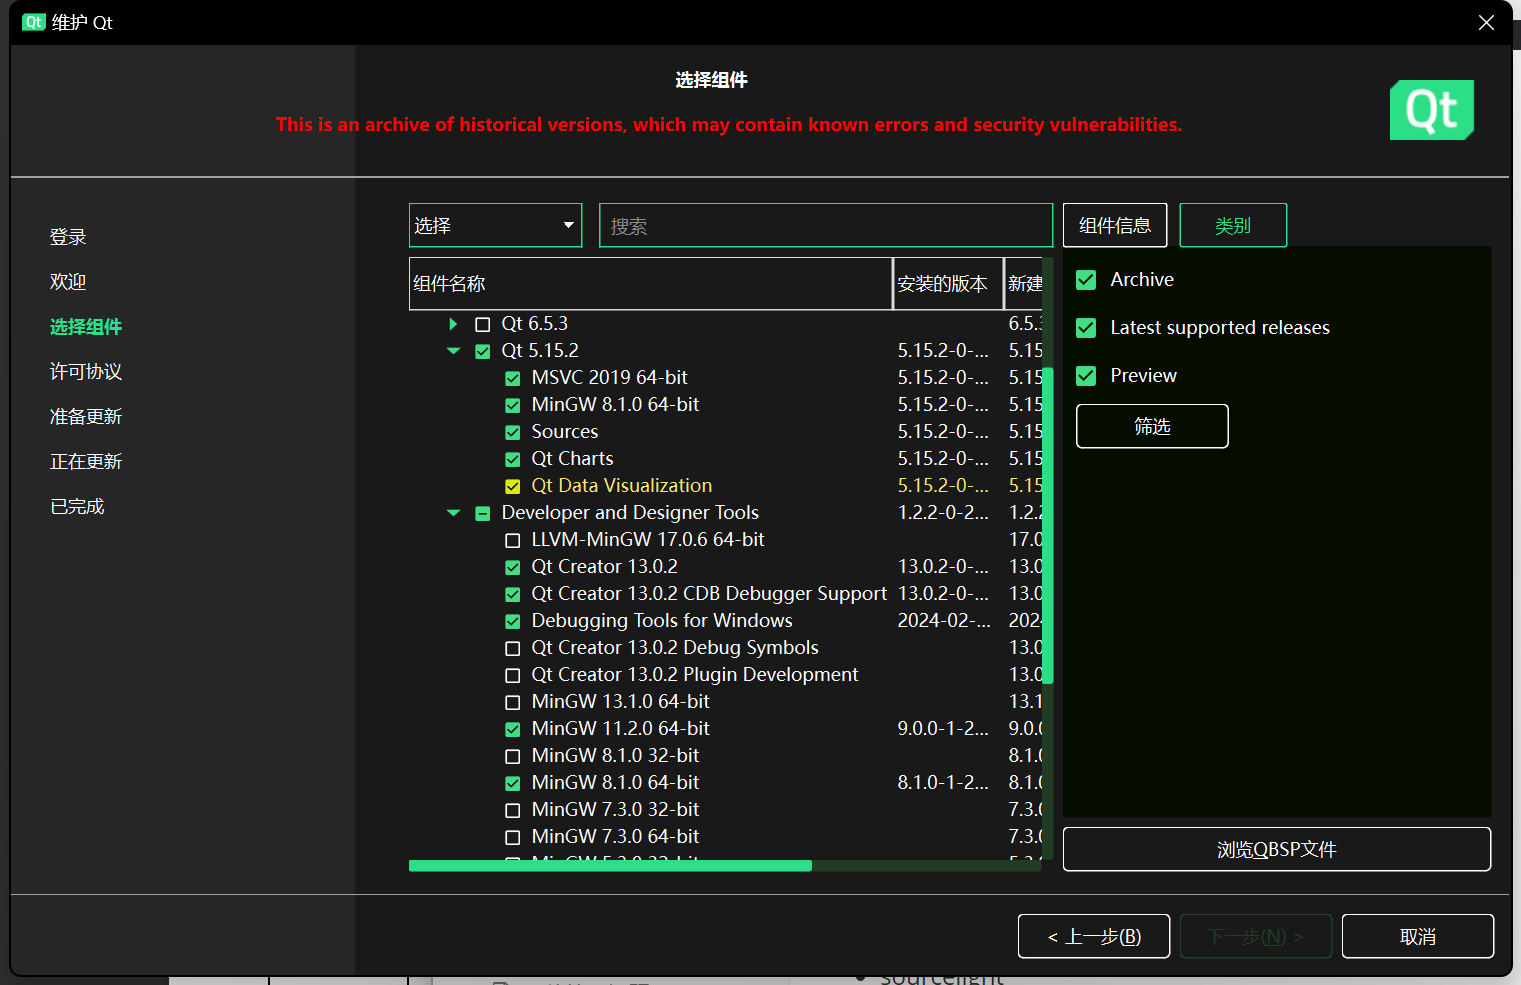 Qt 维护 Qt
选择组件
This is an archive of historical versions, which may contain known errors and security vulnerabilities.
Qt
登录
欢迎
选择组件
许可协议
准备更新
正在更新
已完成
选择 搜索 组件信息 类别
组件名称 安装的版本 新建
Qt 6.5.3 6.5.3
Qt 5.15.2 5.15.2-0-... 5.15
MSVC 2019 64-bit 5.15.2-0-... 5.15
MinGW 8.1.0 64-bit 5.15.2-0-... 5.15
Sources 5.15.2-0-... 5.15
Qt Charts 5.15.2-0-... 5.15
Qt Data Visualization 5.15.2-0-... 5.15
Developer and Designer Tools 1.2.2-0-2... 1.2.2
LLVM-MinGW 17.0.6 64-bit 17.0
Qt Creator 13.0.2 13.0.2-0-... 13.0
Qt Creator 13.0.2 CDB Debugger Support 13.0.2-0-... 13.0
Debugging Tools for Windows 2024-02-... 2024
Qt Creator 13.0.2 Debug Symbols 13.0
Qt Creator 13.0.2 Plugin Development 13.0
MinGW 13.1.0 64-bit 13.1
MinGW 11.2.0 64-bit 9.0.0-1-2... 9.0.0
MinGW 8.1.0 32-bit 8.1.0
MinGW 8.1.0 64-bit 8.1.0-1-2... 8.1.0
MinGW 7.3.0 32-bit 7.3.0
MinGW 7.3.0 64-bit 7.3.0
Archive
Latest supported releases
Preview
筛选
浏览QBSP文件
< 上一步(B) 下一步(N) > 取消